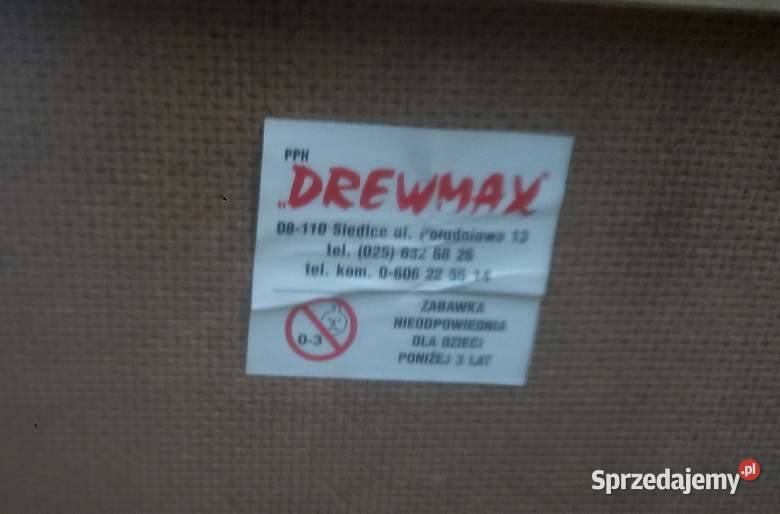 PPH
„DREWMAX"
08-110 Siedlce ul. Południowa 13
tel. (025) 632 68 26
tel. kom. 0-606 22 55 14
0-3
ZABAWKA
NIEODPOWIEDNIA
DLA DZIECI
PONIŻEJ 3 LAT
Sprzedajemy.pl